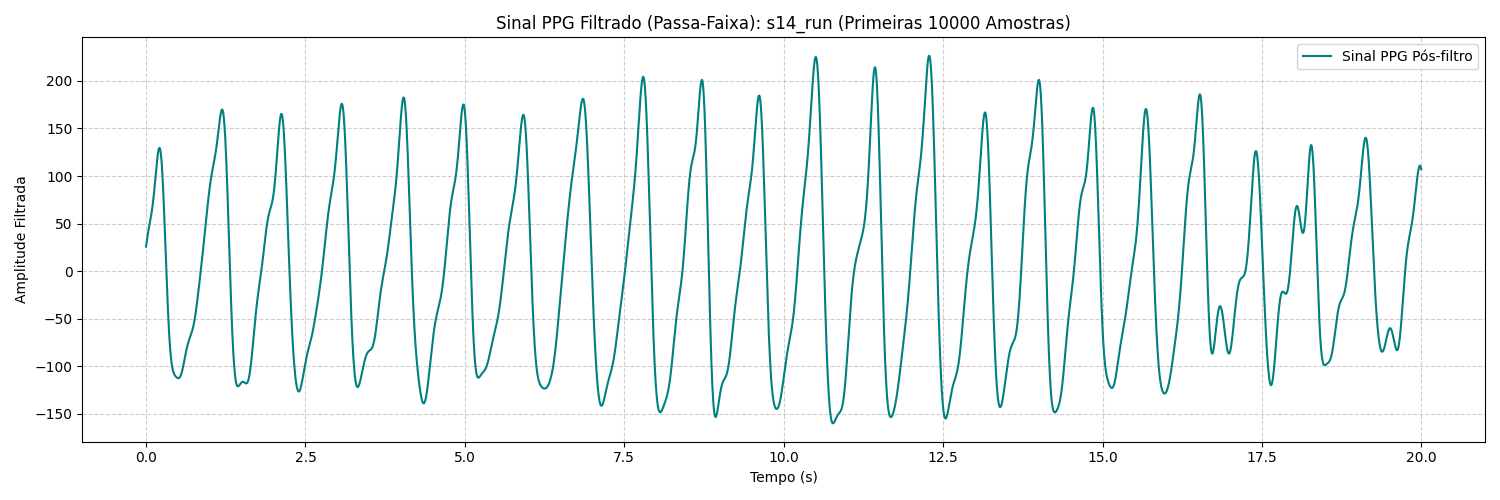 Sinal PPG Filtrado (Passa-Faixa): s14_run (Primeiras 10000 Amostras)
Sinal PPG Pós-filtro
Amplitude Filtrada
200
150
100
50
0
−50
−100
−150
0.0 2.5 5.0 7.5 10.0 12.5 15.0 17.5 20.0
Tempo (s)